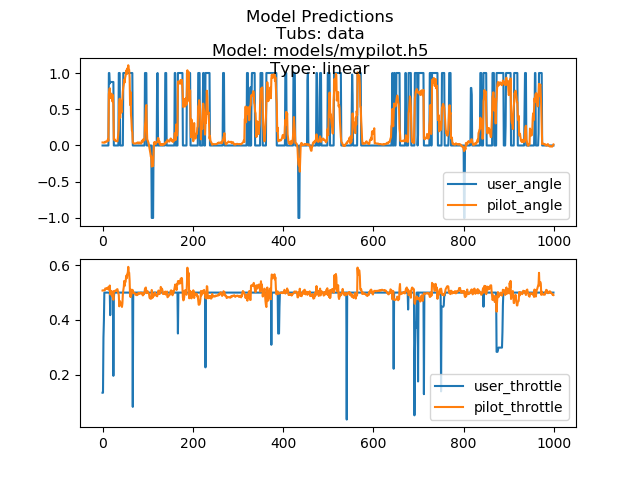 Model Predictions
Tubs: data
Model: models/mypilot.h5
Type: linear
1.0
0.5
0.0
−0.5
−1.0
user_angle
pilot_angle
0 200 400 600 800 1000
0.6
0.4
0.2
user_throttle
pilot_throttle
0 200 400 600 800 1000